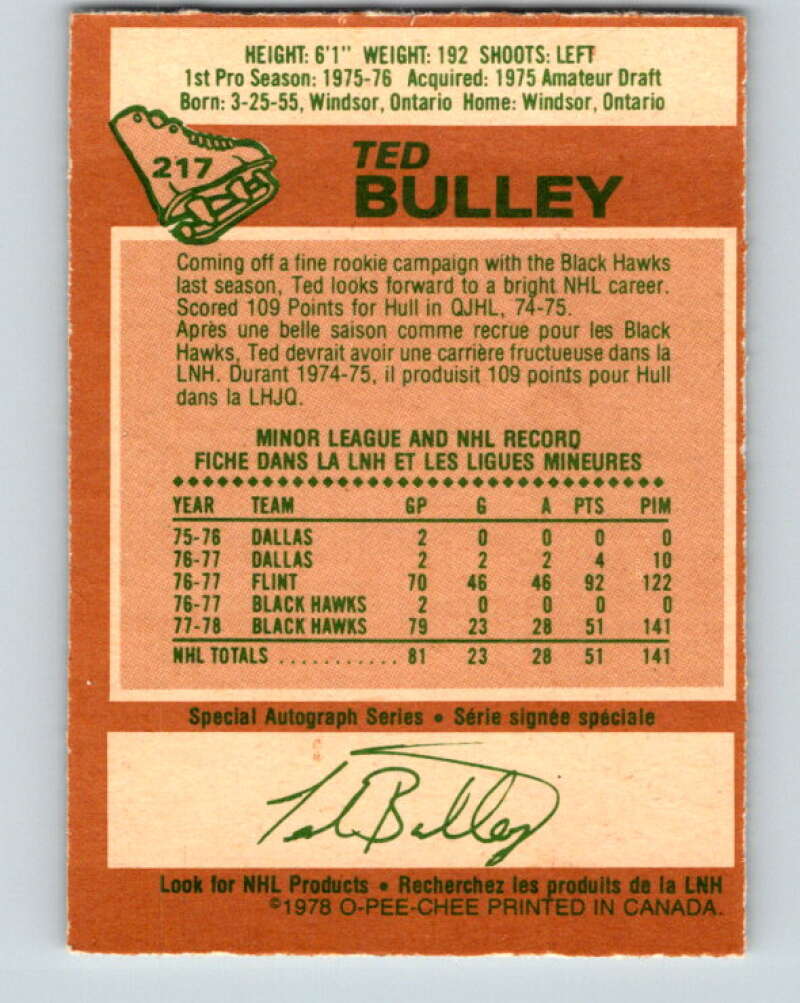 HEIGHT: 6'1" WEIGHT: 192 SHOOTS: LEFT
1st Pro Season: 1975-76 Acquired: 1975 Amateur Draft
Born: 3-25-55, Windsor, Ontario Home: Windsor, Ontario
217
TED
BULLEY
Coming off a fine rookie campaign with the Black Hawks
last season, Ted looks forward to a bright NHL career.
Scored 109 Points for Hull in QJHL, 74-75.
Après une belle saison comme recrue pour les Black
Hawks, Ted devrait avoir une carrière fructueuse dans la
LNH. Durant 1974-75, il produisit 109 points pour Hull
dans la LHJQ.
MINOR LEAGUE AND NHL RECORD
FICHE DANS LA LNH ET LES LIGUES MINEURES
YEAR TEAM GP G A PTS PIM
75-76 DALLAS 2 0 0 0 0
76-77 DALLAS 2 2 2 4 10
76-77 FLINT 70 46 46 92 122
76-77 BLACK HAWKS 2 0 0 0 0
77-78 BLACK HAWKS 79 23 28 51 141
NHL TOTALS ........... 81 23 28 51 141
Special Autograph Series • Série signée spéciale
Ted Bulley
Look for NHL Products • Recherchez les produits de la LNH
©1978 O-PEE-CHEE PRINTED IN CANADA.